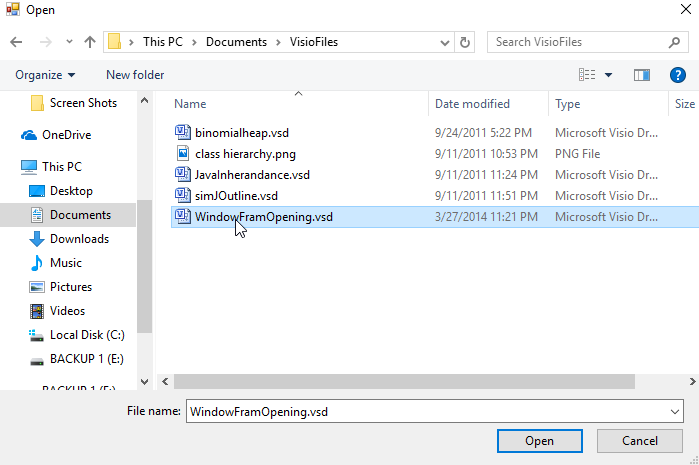 Open
This PC > Documents > VisioFiles
Search VisioFiles
Organize
New folder
Screen Shots
OneDrive
This PC
Desktop
Documents
Downloads
Music
Pictures
Videos
Local Disk (C:)
BACKUP 1 (E:)
BACKUP 1 (E:)
Name Date modified Type Size
binomialheap.vsd 9/24/2011 5:22 PM Microsoft Visio Dr...
class hierarchy.png 9/11/2011 10:53 PM PNG File
JavaInherandance.vsd 9/11/2011 11:24 PM Microsoft Visio Dr...
simJOutline.vsd 9/11/2011 11:51 PM Microsoft Visio Dr...
WindowFramOpening.vsd 3/27/2014 11:21 PM Microsoft Visio Dr...
File name: WindowFramOpening.vsd
Open Cancel